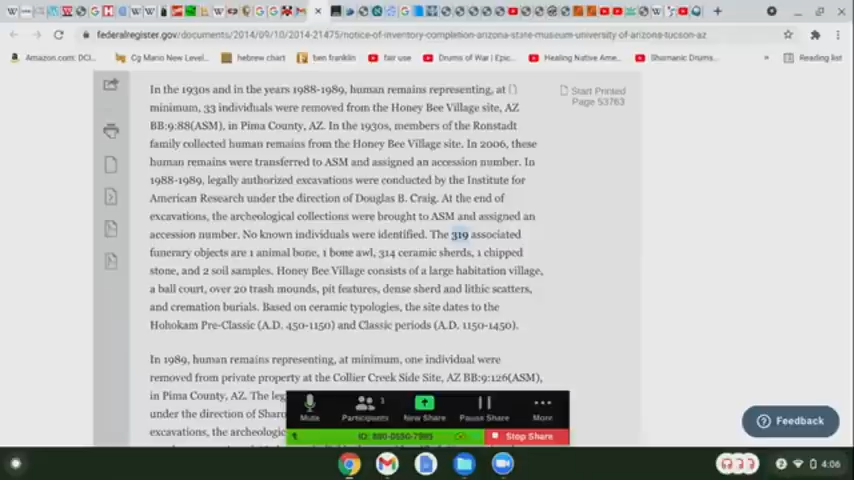 federalregister.gov/documents/2014/09/10/2014-21475/notice-of-inventory-completion-arizona-state-museum-university-of-arizona-tucson-az
Amazon.com: DCI...
Cg Mario New Level...
hebrew chart
ben franklin
fair use
Drums of War | Epic...
Healing Native Ame...
Shamanic Drums...
Reading list
In the 1930s and in the years 1988-1989, human remains representing, at
minimum, 33 individuals were removed from the Honey Bee Village site, AZ
BB:9:88(ASM), in Pima County, AZ. In the 1930s, members of the Ronstadt
family collected human remains from the Honey Bee Village site. In 2006, these
human remains were transferred to ASM and assigned an accession number. In
1988-1989, legally authorized excavations were conducted by the Institute for
American Research under the direction of Douglas B. Craig. At the end of
excavations, the archeological collections were brought to ASM and assigned an
accession number. No known individuals were identified. The 319 associated
funerary objects are 1 animal bone, 1 bone awl, 314 ceramic sherds, 1 chipped
stone, and 2 soil samples. Honey Bee Village consists of a large habitation village,
a ball court, over 20 trash mounds, pit features, dense sherd and lithic scatters,
and cremation burials. Based on ceramic typologies, the site dates to the
Hohokam Pre-Classic (A.D. 450-1150) and Classic periods (A.D. 1150-1450).
Start Printed
Page 53763
In 1989, human remains representing, at minimum, one individual were
removed from private property at the Collier Creek Side Site, AZ BB:9:126(ASM),
in Pima County, AZ. The leg
under the direction of Sharo
excavations, the archeologic
Mute
Participants
1
New Share
Pause Share
More
Stop Share
Feedback
4:06